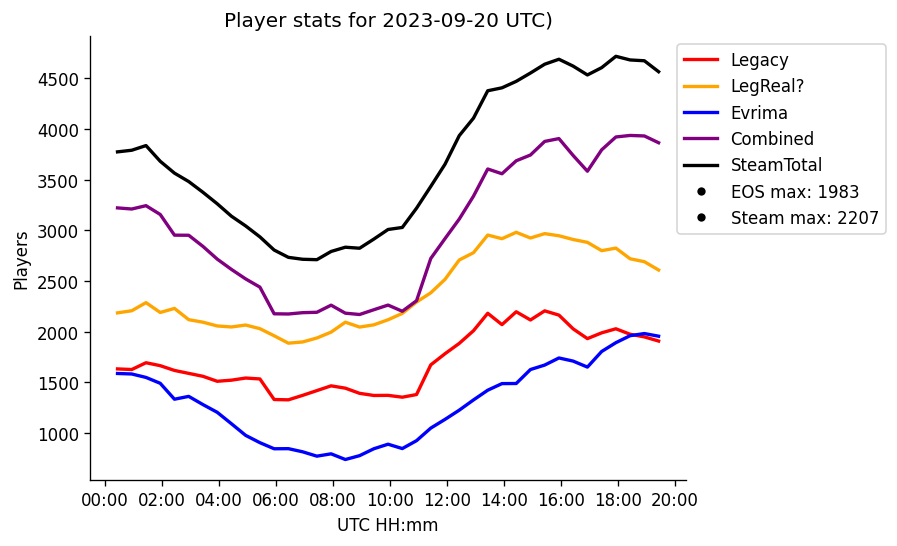 Player stats for 2023-09-20 UTC)
Legacy
LegReal?
Evrima
Combined
SteamTotal
EOS max: 1983
Steam max: 2207
Players
4500
4000
3500
3000
2500
2000
1500
1000
00:00 02:00 04:00 06:00 08:00 10:00 12:00 14:00 16:00 18:00 20:00
UTC HH:mm